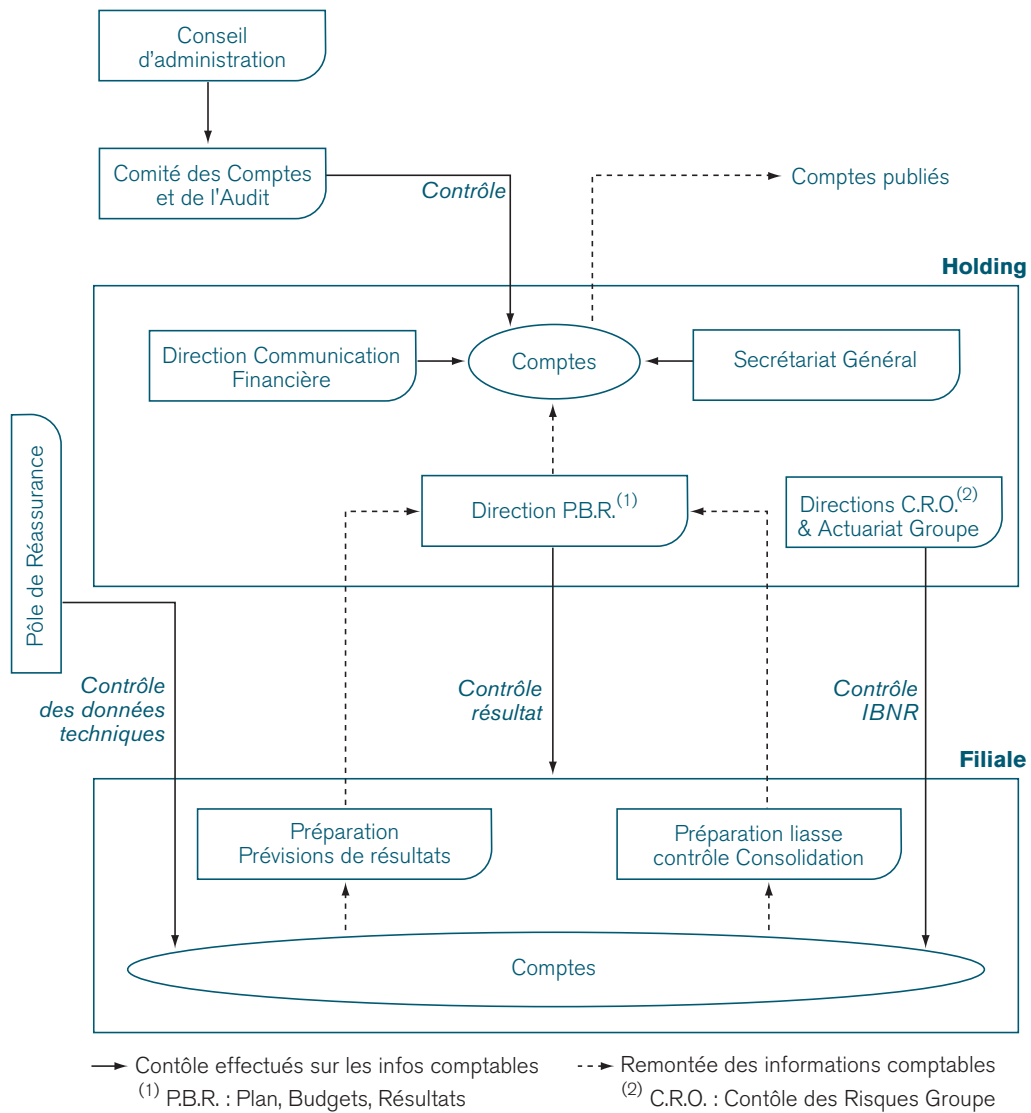 Conseil
d'administration
Comité des Comptes
et de l'Audit
Contrôle
Comptes publiés
Holding
Direction Communication
Financière
Comptes
Secrétariat Général
Pôle de Réassurance
Direction P.B.R.(1)
Directions C.R.O.(2)
& Actuariat Groupe
Contrôle
des données
techniques
Contrôle
résultat
Contrôle
IBNR
Filiale
Préparation
Prévisions de résultats
Préparation liasse
contrôle Consolidation
Comptes
Contôle effectués sur les infos comptables
Remontée des informations comptables
(1) P.B.R. : Plan, Budgets, Résultats
(2) C.R.O. : Contôle des Risques Groupe